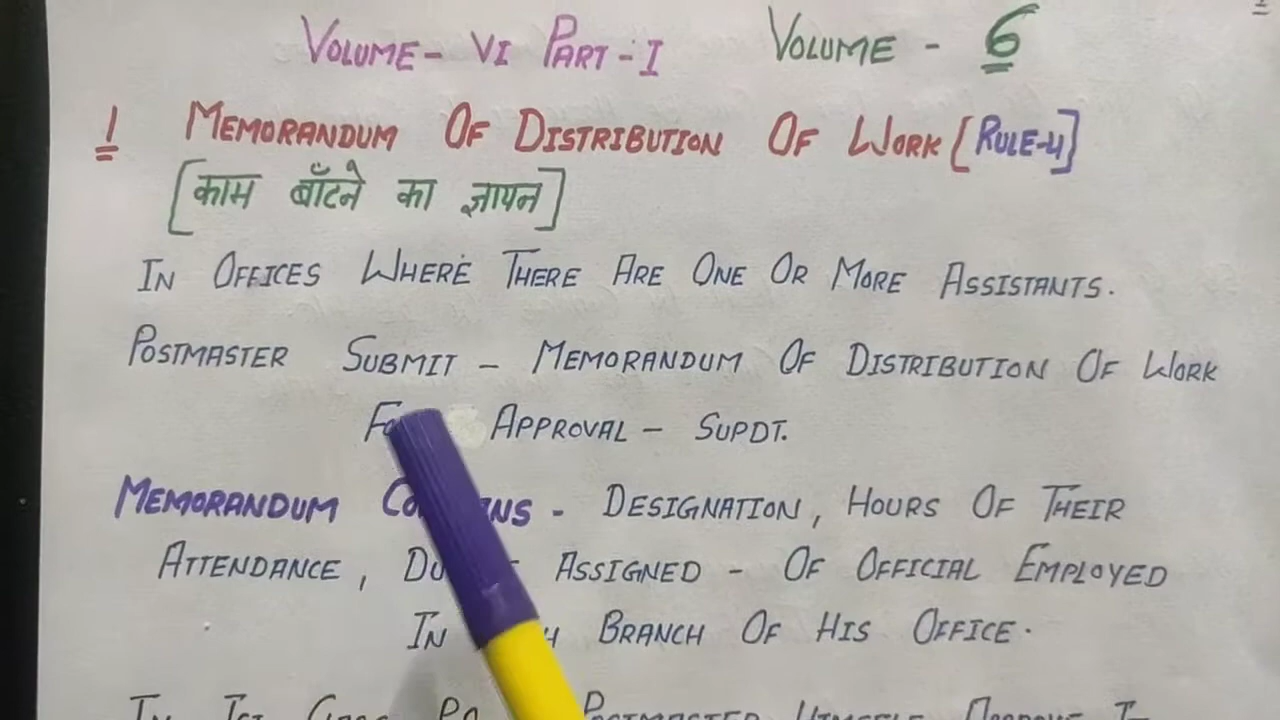 VOLUME- VI PART-I VOLUME - 6
1 MEMORANDUM OF DISTRIBUTION OF WORK [RULE-4]
[काम बाँटने का ज्ञापन]
IN OFFICES WHERE THERE ARE ONE OR MORE ASSISTANTS.
POSTMASTER SUBMIT - MEMORANDUM OF DISTRIBUTION OF WORK
APPROVAL - SUPDT.
MEMORANDUM - DESIGNATION, HOURS OF THEIR
ATTENDANCE, ASSIGNED - OF OFFICIAL EMPLOYED
IN BRANCH OF HIS OFFICE.